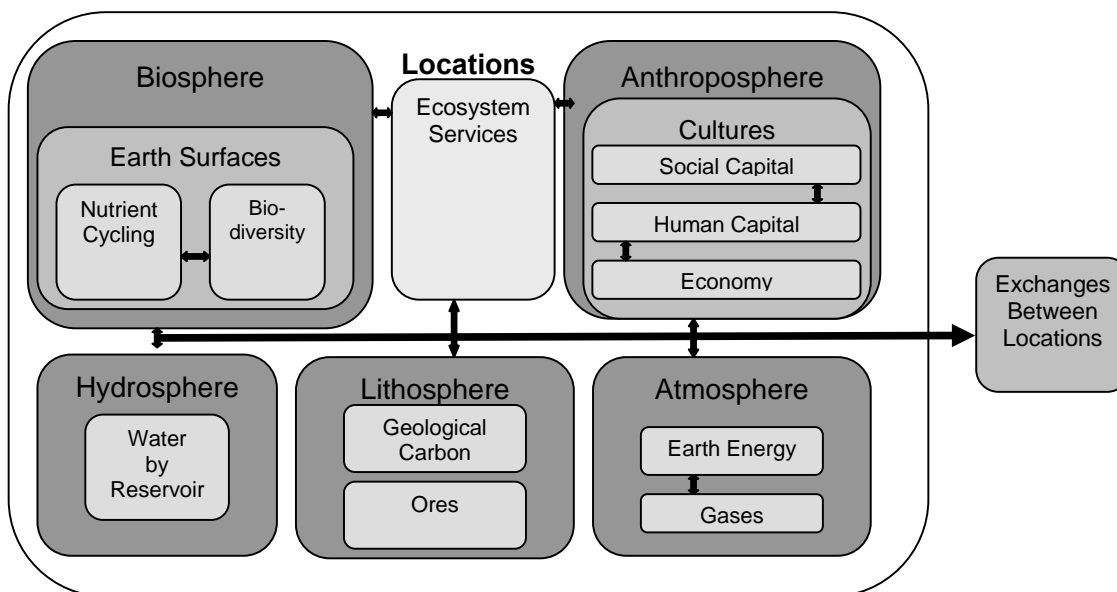 Locations
Biosphere
Earth Surfaces
Nutrient
Cycling
Bio-
diversity
Ecosystem
Services
Anthroposphere
Cultures
Social Capital
Human Capital
Economy
Exchanges
Between
Locations
Hydrosphere
Water
by
Reservoir
Lithosphere
Geological
Carbon
Ores
Atmosphere
Earth Energy
Gases